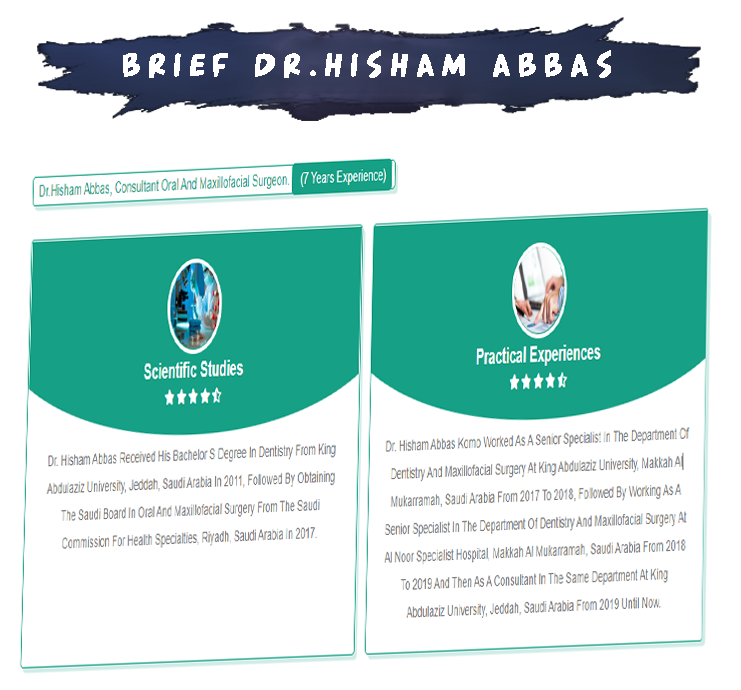 BRIEF DR.HISHAM ABBAS
Dr.Hisham Abbas, Consultant Oral And Maxillofacial Surgeon. (7 Years Experience)
Scientific Studies
Dr. Hisham Abbas Received His Bachelor S Degree In Dentistry From King
Abdulaziz University, Jeddah, Saudi Arabia In 2011, Followed By Obtaining
The Saudi Board In Oral And Maxillofacial Surgery From The Saudi
Commission For Health Specialties, Riyadh, Saudi Arabia In 2017.
Practical Experiences
Dr. Hisham Abbas Komo Worked As A Senior Specialist In The Department Of
Dentistry And Maxillofacial Surgery At King Abdulaziz University, Makkah Al
Mukarramah, Saudi Arabia From 2017 To 2018, Followed By Working As A
Senior Specialist In The Department Of Dentistry And Maxillofacial Surgery At
Al Noor Specialist Hospital, Makkah Al Mukarramah, Saudi Arabia From 2018
To 2019 And Then As A Consultant In The Same Department At King
Abdulaziz University, Jeddah, Saudi Arabia From 2019 Until Now.